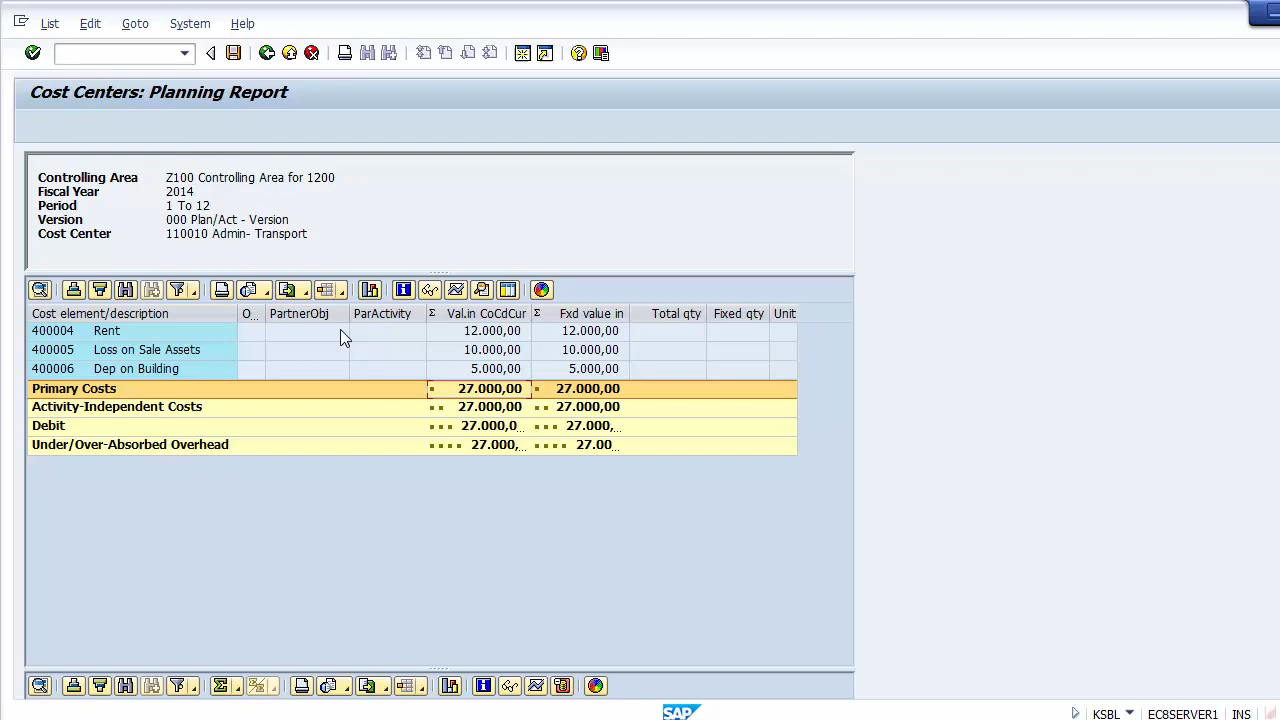 List Edit Goto System Help
Cost Centers: Planning Report
Controlling Area Z100 Controlling Area for 1200
Fiscal Year 2014
Period 1 To 12
Version 000 Plan/Act - Version
Cost Center 110010 Admin- Transport
Cost element/description O... PartnerObj ParActivity Σ Val.in CoCdCur Σ Fxd value in Total qty Fixed qty Unit
400004 Rent 12.000,00 12.000,00
400005 Loss on Sale Assets 10.000,00 10.000,00
400006 Dep on Building 5.000,00 5.000,00
Primary Costs 27.000,00 27.000,00
Activity-Independent Costs 27.000,00 27.000,00
Debit 27.000,0... 27.000,...
Under/Over-Absorbed Overhead 27.000,... 27.00...
SAP KSBL EC8SERVER1 INS